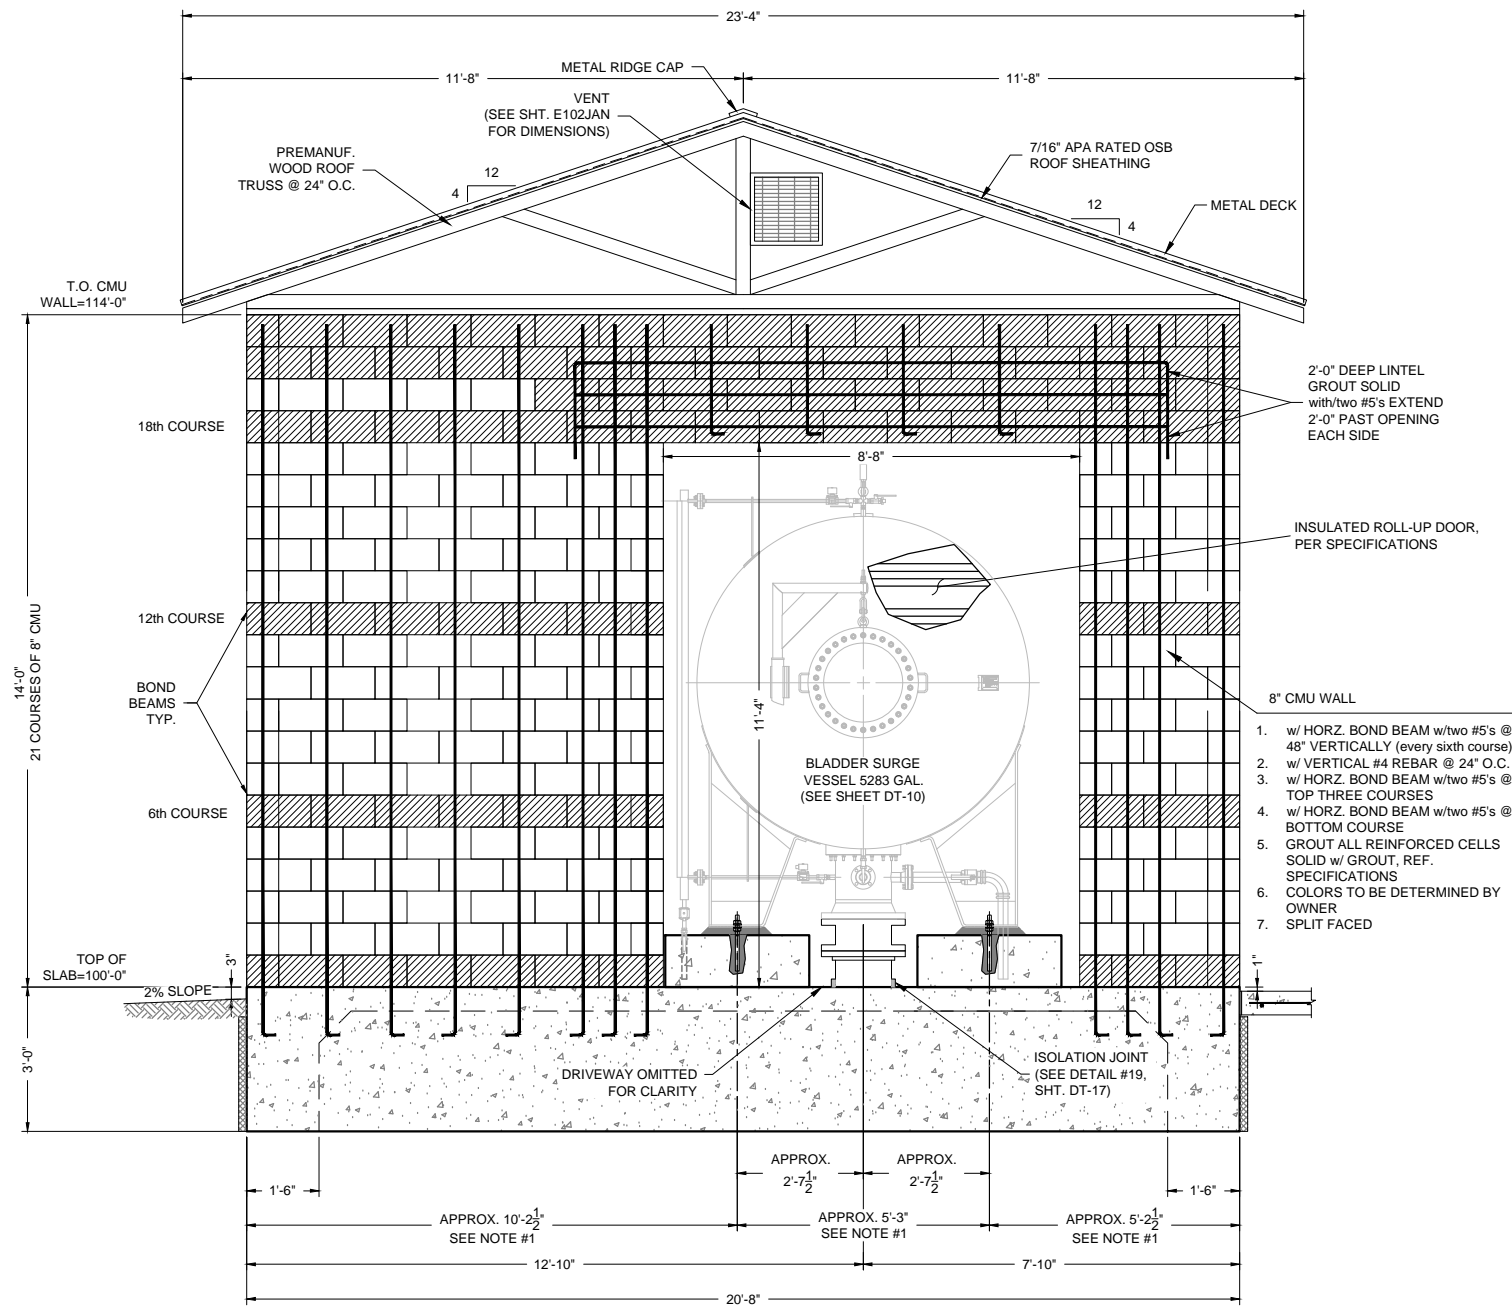 23'-4"
11'-8"
METAL RIDGE CAP
11'-8"
VENT
(SEE SHT. E102JAN
FOR DIMENSIONS)
PREMANUF.
WOOD ROOF
TRUSS @ 24" O.C.
12
4
7/16" APA RATED OSB
ROOF SHEATHING
12
4
METAL DECK
T.O. CMU
WALL=114'-0"
2'-0" DEEP LINTEL
GROUT SOLID
with/two #5's EXTEND
2'-0" PAST OPENING
EACH SIDE
18th COURSE
8'-8"
INSULATED ROLL-UP DOOR,
PER SPECIFICATIONS
12th COURSE
14'-0"
21 COURSES OF 8" CMU
BOND
BEAMS
TYP.
11'-4"
8" CMU WALL
1. w/ HORZ. BOND BEAM w/two #5's @
48" VERTICALLY (every sixth course)
2. w/ VERTICAL #4 REBAR @ 24" O.C.
3. w/ HORZ. BOND BEAM w/two #5's @
TOP THREE COURSES
4. w/ HORZ. BOND BEAM w/two #5's @
BOTTOM COURSE
5. GROUT ALL REINFORCED CELLS
SOLID w/ GROUT, REF.
SPECIFICATIONS
6. COLORS TO BE DETERMINED BY
OWNER
7. SPLIT FACED
BLADDER SURGE
VESSEL 5283 GAL.
(SEE SHEET DT-10)
6th COURSE
TOP OF
SLAB=100'-0"
3"
1"
2% SLOPE
3'-0"
DRIVEWAY OMITTED
FOR CLARITY
ISOLATION JOINT
(SEE DETAIL #19,
SHT. DT-17)
APPROX.
2'-7 1/2"
APPROX.
2'-7 1/2"
1'-6"
1'-6"
APPROX. 10'-2 1/2"
SEE NOTE #1
APPROX. 5'-3"
SEE NOTE #1
APPROX. 5'-2 1/2"
SEE NOTE #1
12'-10"
7'-10"
20'-8"